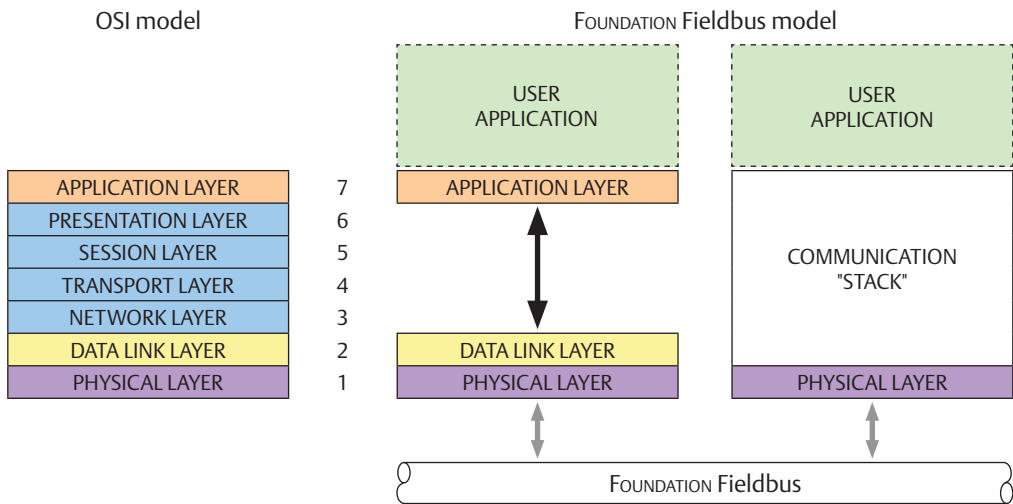 OSI model
FOUNDATION Fieldbus model
USER
APPLICATION
USER
APPLICATION
APPLICATION LAYER
7
APPLICATION LAYER
PRESENTATION LAYER
6
SESSION LAYER
5
COMMUNICATION
"STACK"
TRANSPORT LAYER
4
NETWORK LAYER
3
DATA LINK LAYER
2
DATA LINK LAYER
PHYSICAL LAYER
1
PHYSICAL LAYER
PHYSICAL LAYER
FOUNDATION Fieldbus